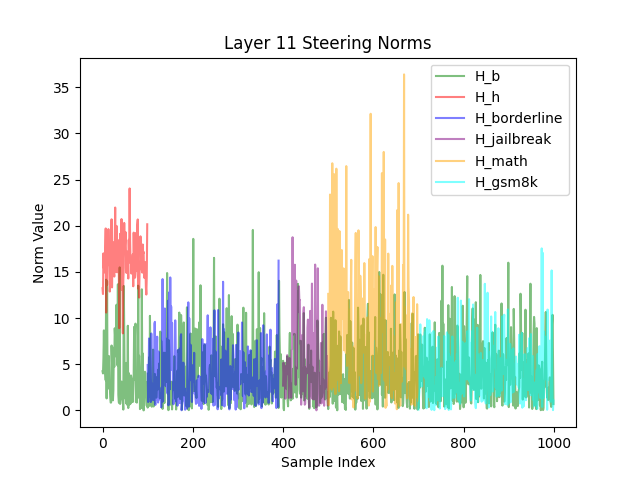 Layer 11 Steering Norms
Norm Value
35
30
25
20
15
10
5
0
H_b
H_h
H_borderline
H_jailbreak
H_math
H_gsm8k
0
200
400
600
800
1000
Sample Index